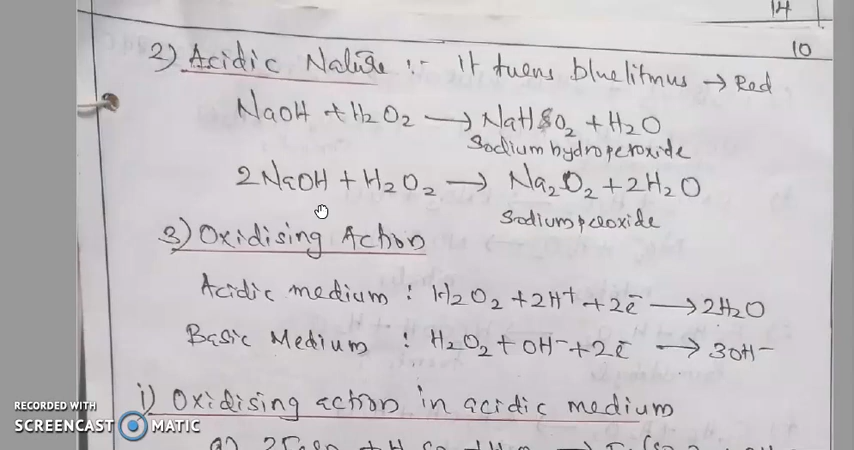 14
10
2) Acidic Nature :- It turns blue litmus → Red
NaOH + H2O2 → NaHO2 + H2O
Sodium hydroperoxide
2NaOH + H2O2 → Na2O2 + 2H2O
Sodium peroxide
3) Oxidising Action
Acidic medium : H2O2 + 2H+ + 2e- → 2H2O
Basic Medium : H2O2 + OH- + 2e- → 3OH-
i) Oxidising action in acidic medium
RECORDED WITH
SCREENCAST MATIC